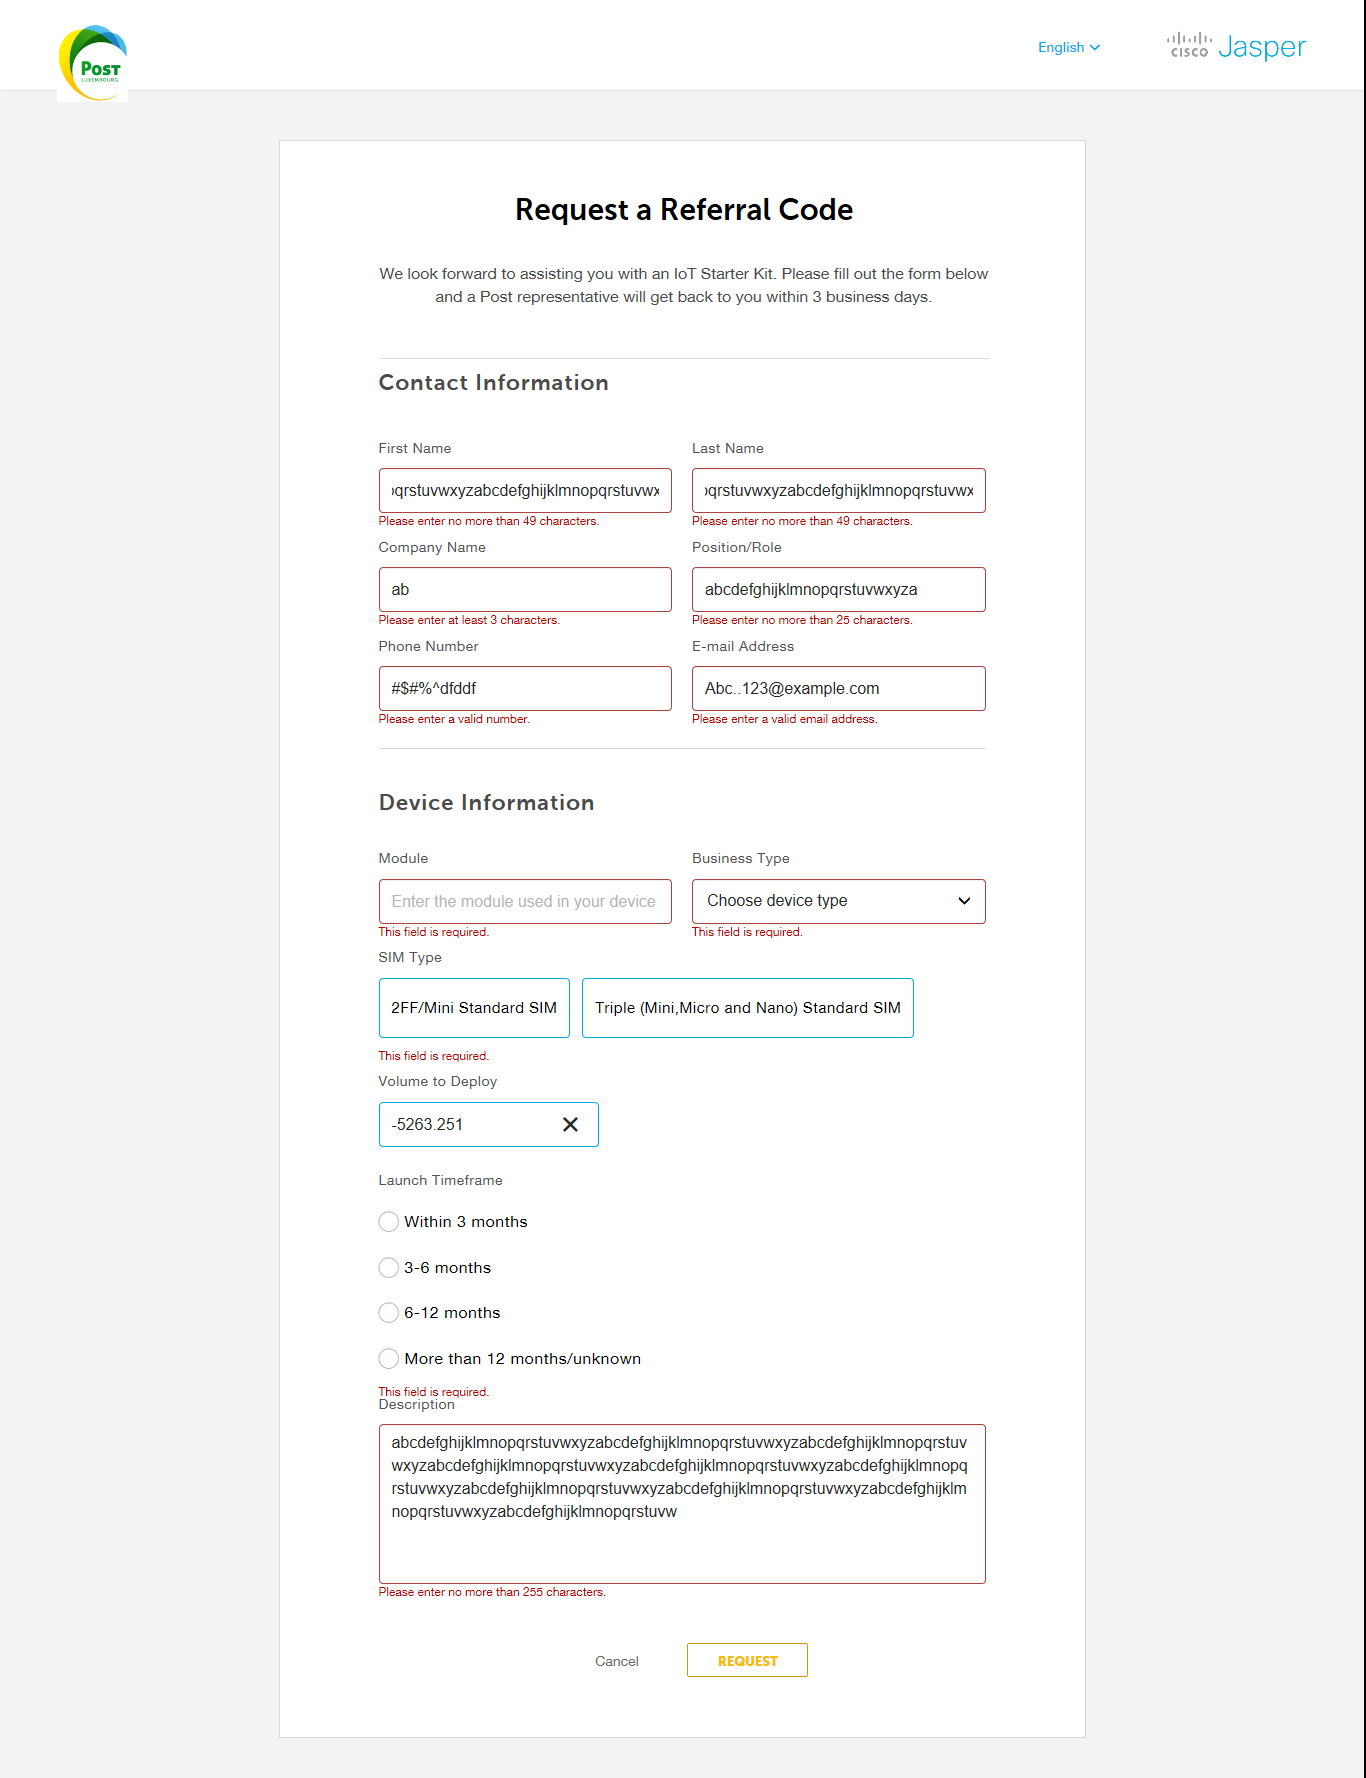 POST
LUXEMBOURG
English
CISCO Jasper
Request a Referral Code
We look forward to assisting you with an IoT Starter Kit. Please fill out the form below
and a Post representative will get back to you within 3 business days.
Contact Information
First Name
Last Name
pqrstuvwxyzabcdefghijklmnopqrstuvwx
pqrstuvwxyzabcdefghijklmnopqrstuvwx
Please enter no more than 49 characters.
Please enter no more than 49 characters.
Company Name
Position/Role
ab
abcdefghijklmnopqrstuvwxyza
Please enter at least 3 characters.
Please enter no more than 25 characters.
Phone Number
E-mail Address
#$#%^dfddf
Abc..123@example.com
Please enter a valid number.
Please enter a valid email address.
Device Information
Module
Business Type
Enter the module used in your device
Choose device type
This field is required.
This field is required.
SIM Type
2FF/Mini Standard SIM
Triple (Mini,Micro and Nano) Standard SIM
This field is required.
Volume to Deploy
-5263.251
Launch Timeframe
Within 3 months
3-6 months
6-12 months
More than 12 months/unknown
This field is required.
Description
abcdefghijklmnopqrstuvwxyzabcdefghijklmnopqrstuvwxyzabcdefghijklmnopqrstuv
wxyzabcdefghijklmnopqrstuvwxyzabcdefghijklmnopqrstuvwxyzabcdefghijklmnopq
rstuvwxyzabcdefghijklmnopqrstuvwxyzabcdefghijklmnopqrstuvwxyzabcdefghijklm
nopqrstuvwxyzabcdefghijklmnopqrstuvw
Please enter no more than 255 characters.
Cancel
REQUEST